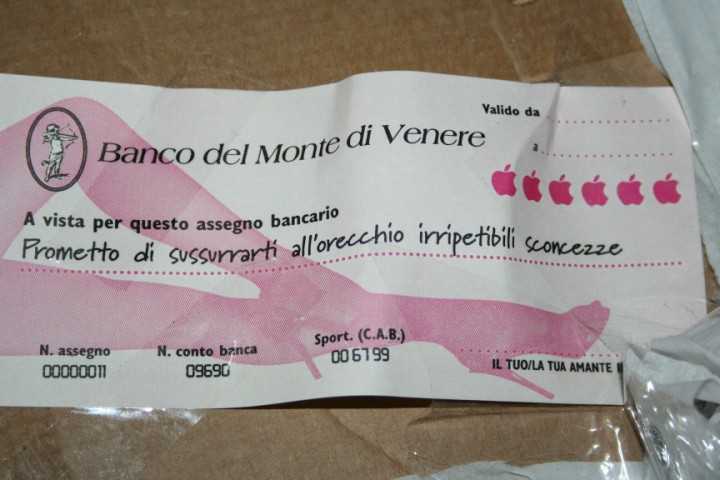 Valido da
Banco del Monte di Venere
a
A vista per questo assegno bancario
Prometto di sussurrarti all'orecchio irripetibili sconcezze
N. assegno N. conto banca Sport. (C.A.B.)
00000011 09690 006799
IL TUO/LA TUA AMANTE